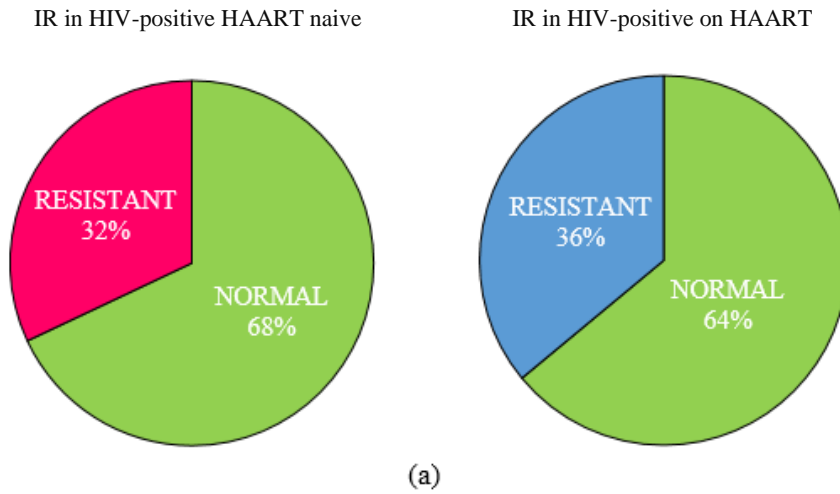 IR in HIV-positive HAART naive
IR in HIV-positive on HAART
RESISTANT
32%
NORMAL
68%
RESISTANT
36%
NORMAL
64%
(a)